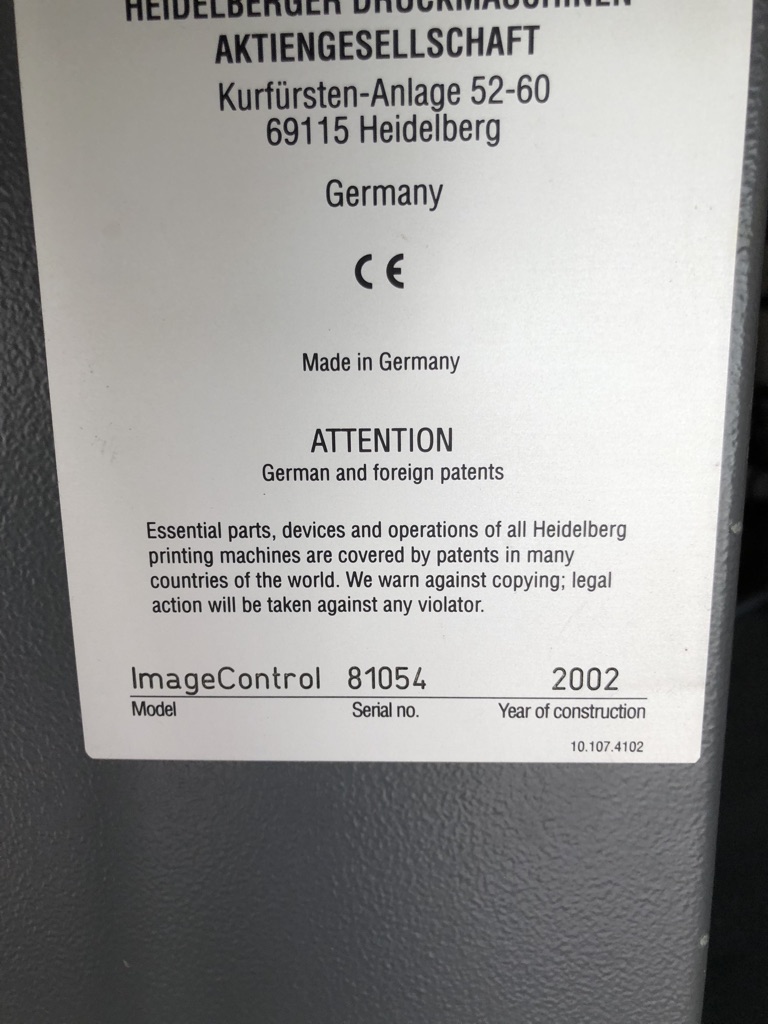 HEIDELBERGER DRUCKMASCHINEN
AKTIENGESELLSCHAFT
Kurfürsten-Anlage 52-60
69115 Heidelberg
Germany
CE
Made in Germany
ATTENTION
German and foreign patents
Essential parts, devices and operations of all Heidelberg
printing machines are covered by patents in many
countries of the world. We warn against copying; legal
action will be taken against any violator.
ImageControl 81054 2002
Model Serial no. Year of construction
10.107.4102